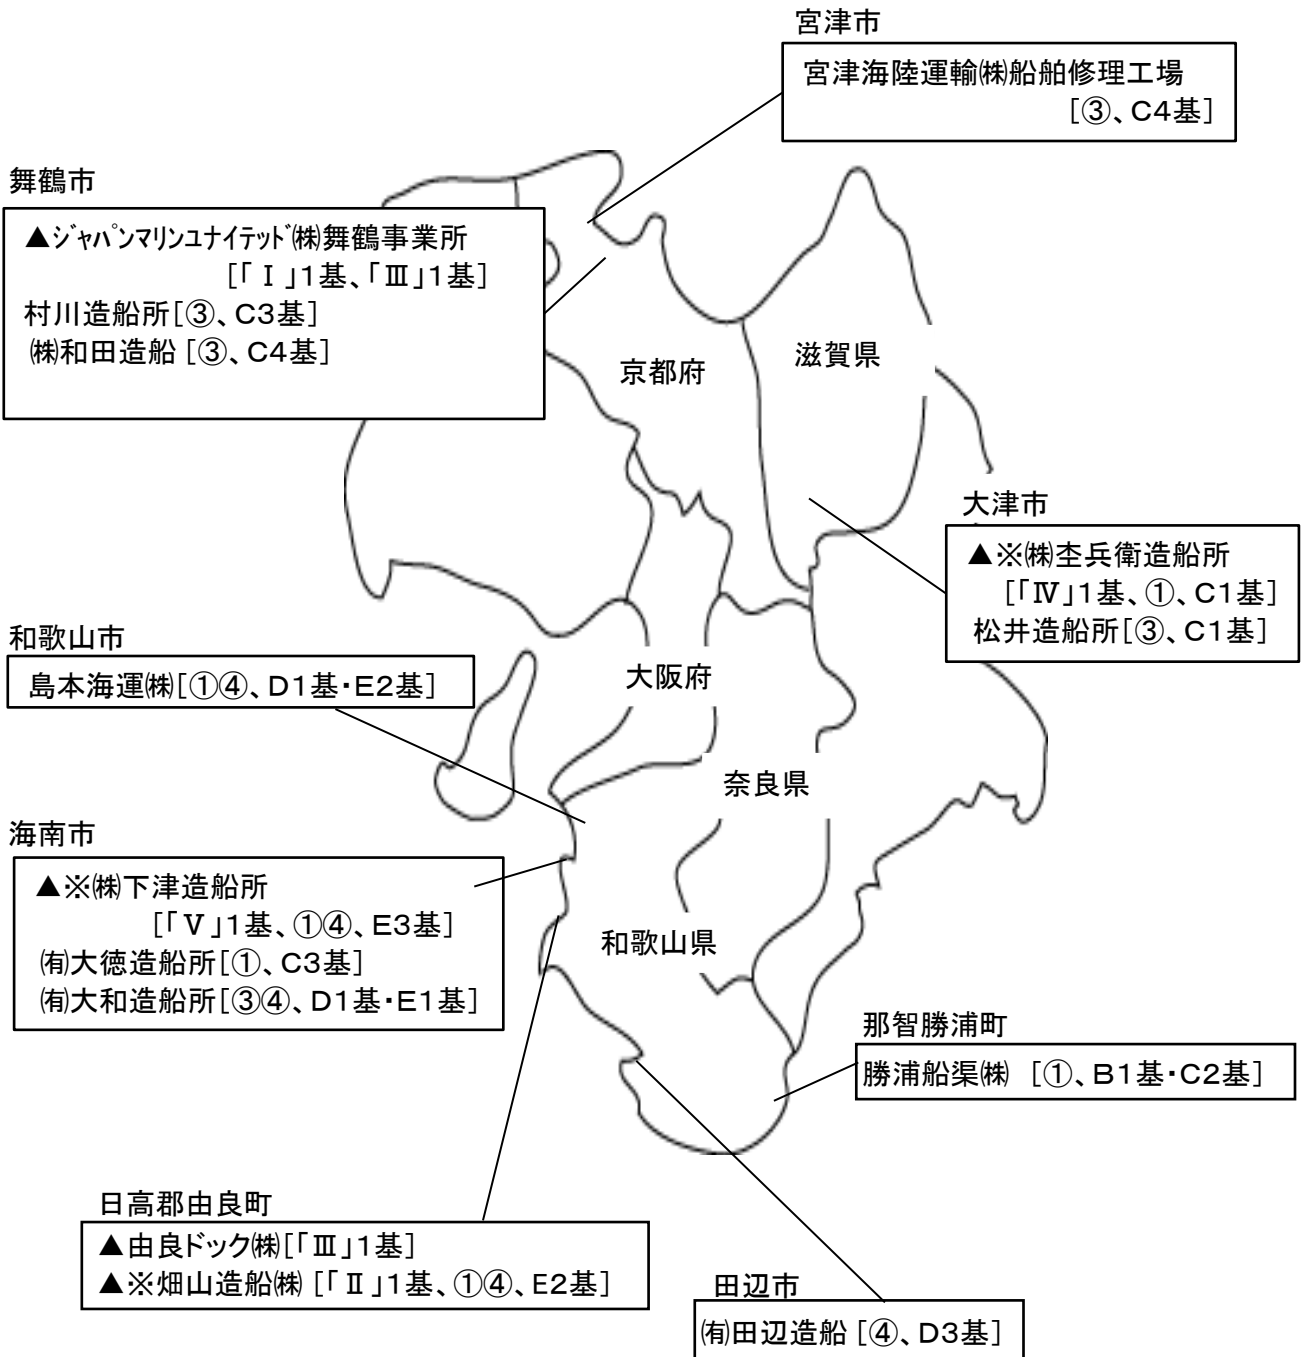 宮津市
宮津海陸運輸㈱船舶修理工場
[③、C4基]
舞鶴市
▲ジャパンマリンユナイテッド㈱舞鶴事業所
[「Ⅰ」1基、「Ⅲ」1基]
村川造船所[③、C3基]
㈱和田造船 [③、C4基]
京都府
滋賀県
大津市
▲※㈱杢兵衛造船所
[「Ⅳ」1基、①、C1基]
松井造船所[③、C1基]
和歌山市
島本海運㈱[①④、D1基・E2基]
大阪府
奈良県
海南市
▲※㈱下津造船所
[「Ⅴ」1基、①④、E3基]
㈲大徳造船所[①、C3基]
㈲大和造船所[③④、D1基・E1基]
和歌山県
那智勝浦町
勝浦船渠㈱ [①、B1基・C2基]
日高郡由良町
▲由良ドック㈱[「Ⅲ」1基]
▲※畑山造船㈱ [「Ⅱ」1基、①④、E2基]
田辺市
㈲田辺造船 [④、D3基]